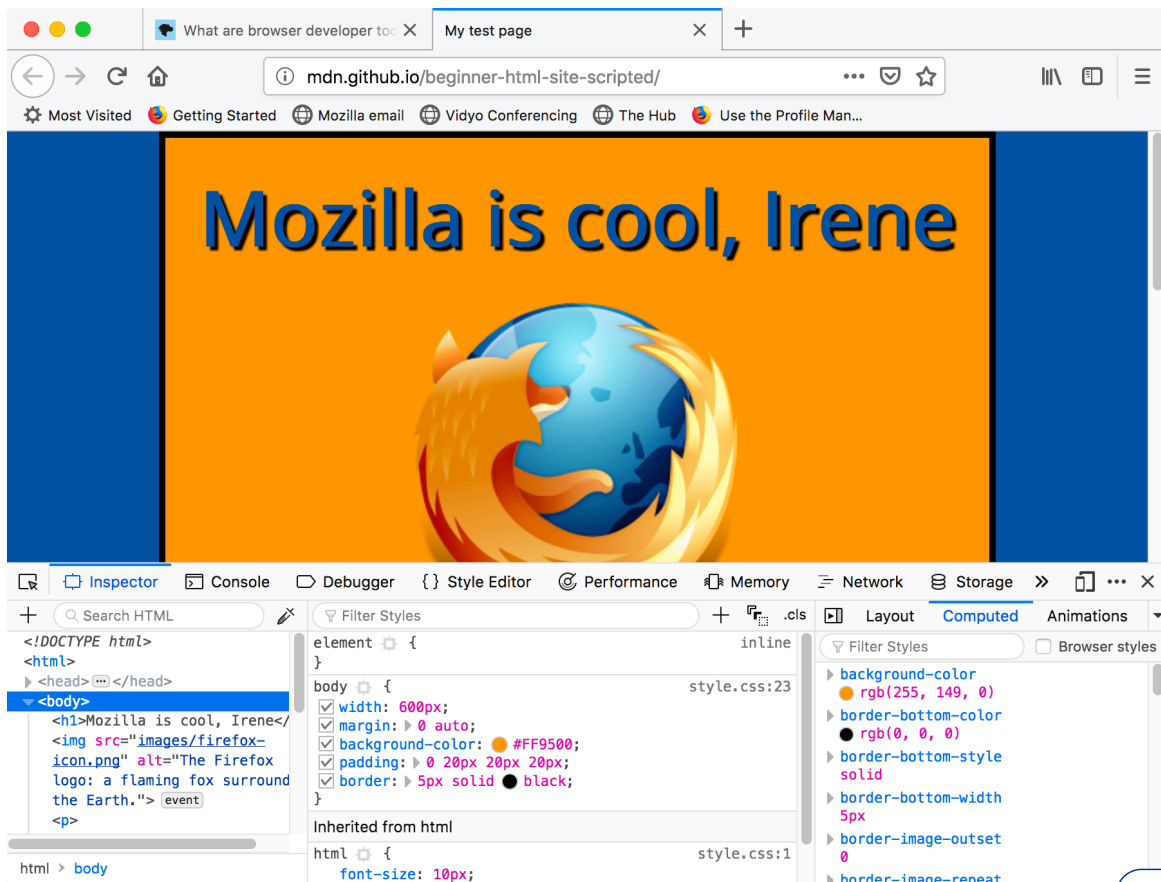 What are browser developer too
My test page
mdn.github.io/beginner-html-site-scripted/
Most Visited Getting Started Mozilla email Vidyo Conferencing The Hub Use the Profile Man...
Mozilla is cool, Irene
Inspector Console Debugger {} Style Editor Performance Memory Network Storage
Search HTML
<!DOCTYPE html>
<html>
<head></head>
<body>
<h1>Mozilla is cool, Irene</
<img src="images/firefox-
icon.png" alt="The Firefox
logo: a flaming fox surround
the Earth."> event
<p>
html > body
Filter Styles + .cls
element { inline
}
body { style.css:23
width: 600px;
margin: 0 auto;
background-color: #FF9500;
padding: 0 20px 20px 20px;
border: 5px solid black;
}
Inherited from html
html { style.css:1
font-size: 10px;
Layout Computed Animations
Filter Styles Browser styles
background-color
rgb(255, 149, 0)
border-bottom-color
rgb(0, 0, 0)
border-bottom-style
solid
border-bottom-width
5px
border-image-outset
0
border-image-repeat